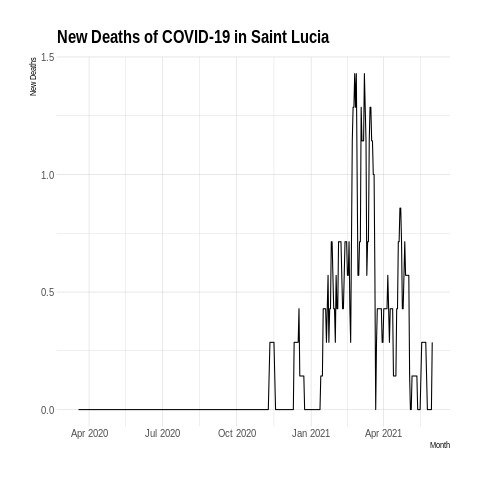 New Deaths of COVID-19 in Saint Lucia
New Deaths
1.5
1.0
0.5
0.0
Apr 2020 Jul 2020 Oct 2020 Jan 2021 Apr 2021
Month